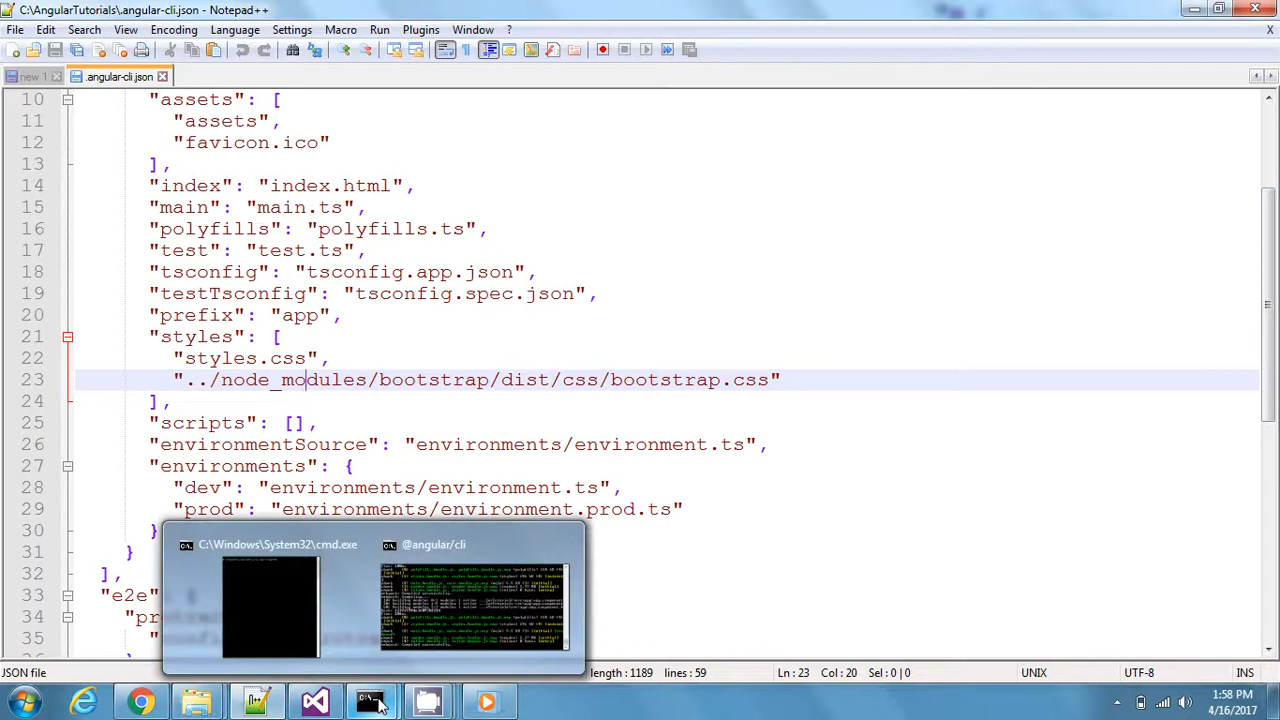 C:\AngularTutorials\.angular-cli.json - Notepad++
File Edit Search View Encoding Language Settings Macro Run Plugins Window ? X
new 1 .angular-cli.json
10 "assets": [
11 "assets",
12 "favicon.ico"
13 ],
14 "index": "index.html",
15 "main": "main.ts",
16 "polyfills": "polyfills.ts",
17 "test": "test.ts",
18 "tsconfig": "tsconfig.app.json",
19 "testTsconfig": "tsconfig.spec.json",
20 "prefix": "app",
21 "styles": [
22 "styles.css",
23 "../node_modules/bootstrap/dist/css/bootstrap.css"
24 ],
25 "scripts": [],
26 "environmentSource": "environments/environment.ts",
27 "environments": {
28 "dev": "environments/environment.ts",
29 "prod": "environments/environment.prod.ts"
30 }
31 }
]
C:\Windows\System32\cmd.exe @angular/cli
JSON file length : 1189 lines : 59 Ln : 23 Col : 20 Sel : 0 | 0 UNIX UTF-8 INS
1:58 PM
4/16/2017